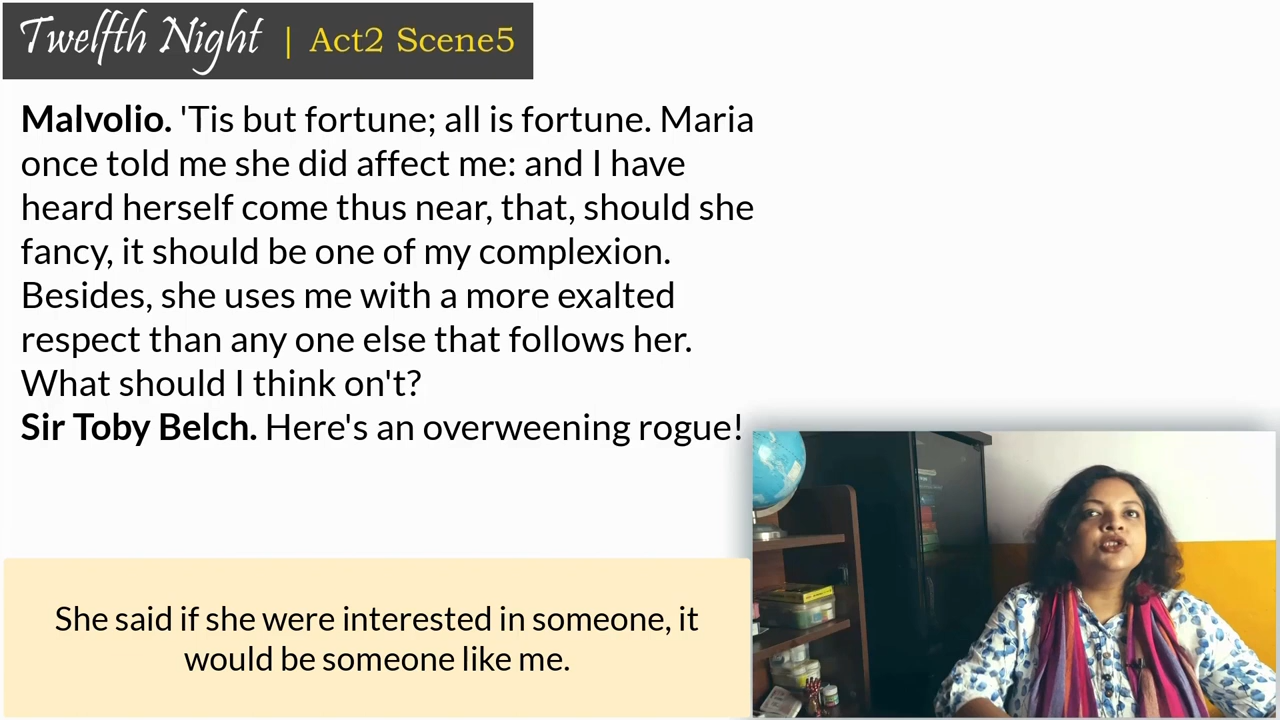 Twelfth Night | Act2 Scene5
Malvolio. 'Tis but fortune; all is fortune. Maria
once told me she did affect me: and I have
heard herself come thus near, that, should she
fancy, it should be one of my complexion.
Besides, she uses me with a more exalted
respect than any one else that follows her.
What should I think on't?
Sir Toby Belch. Here's an overweening rogue!
She said if she were interested in someone, it
would be someone like me.